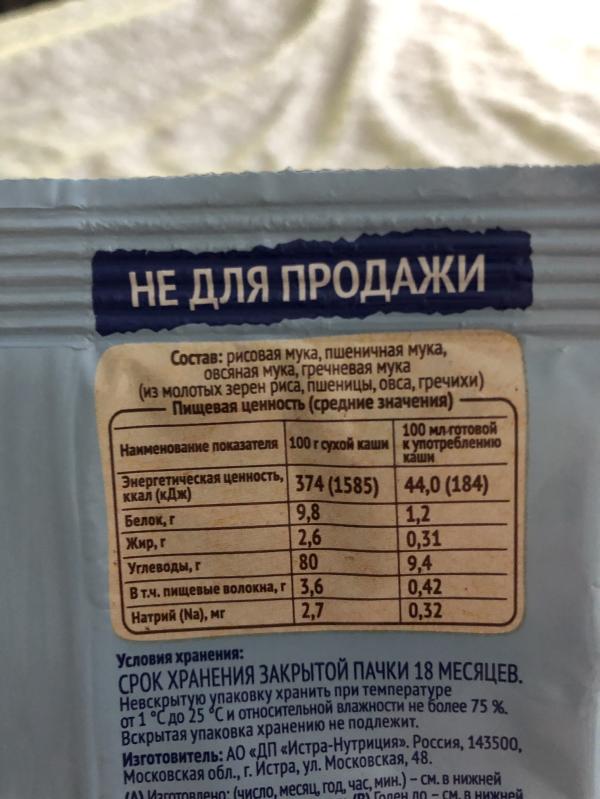 НЕ ДЛЯ ПРОДАЖИ
Состав: рисовая мука, пшеничная мука,
овсяная мука, гречневая мука
(из молотых зерен риса, пшеницы, овса, гречихи)
Пищевая ценность (средние значения)
Наименование показателя 100 г сухой каши 100 мл готовой к употреблению каши
Энергетическая ценность, ккал (кДж) 374 (1585) 44,0 (184)
Белок, г 9,8 1,2
Жир, г 2,6 0,31
Углеводы, г 80 9,4
В т.ч. пищевые волокна, г 3,6 0,42
Натрий (Na), мг 2,7 0,32
Условия хранения:
СРОК ХРАНЕНИЯ ЗАКРЫТОЙ ПАЧКИ 18 МЕСЯЦЕВ.
Невскрытую упаковку хранить при температуре
от 1 °C до 25 °C и относительной влажности не более 75 %.
Вскрытая упаковка хранению не подлежит.
Изготовитель: АО «ДП «Истра-Нутриция». Россия, 143500,
Московская обл., г. Истра, ул. Московская, 48.
(A) Изготовлено: (число, месяц, год, час, мин.) – см. в нижней
(B) Годен до – см. в нижней